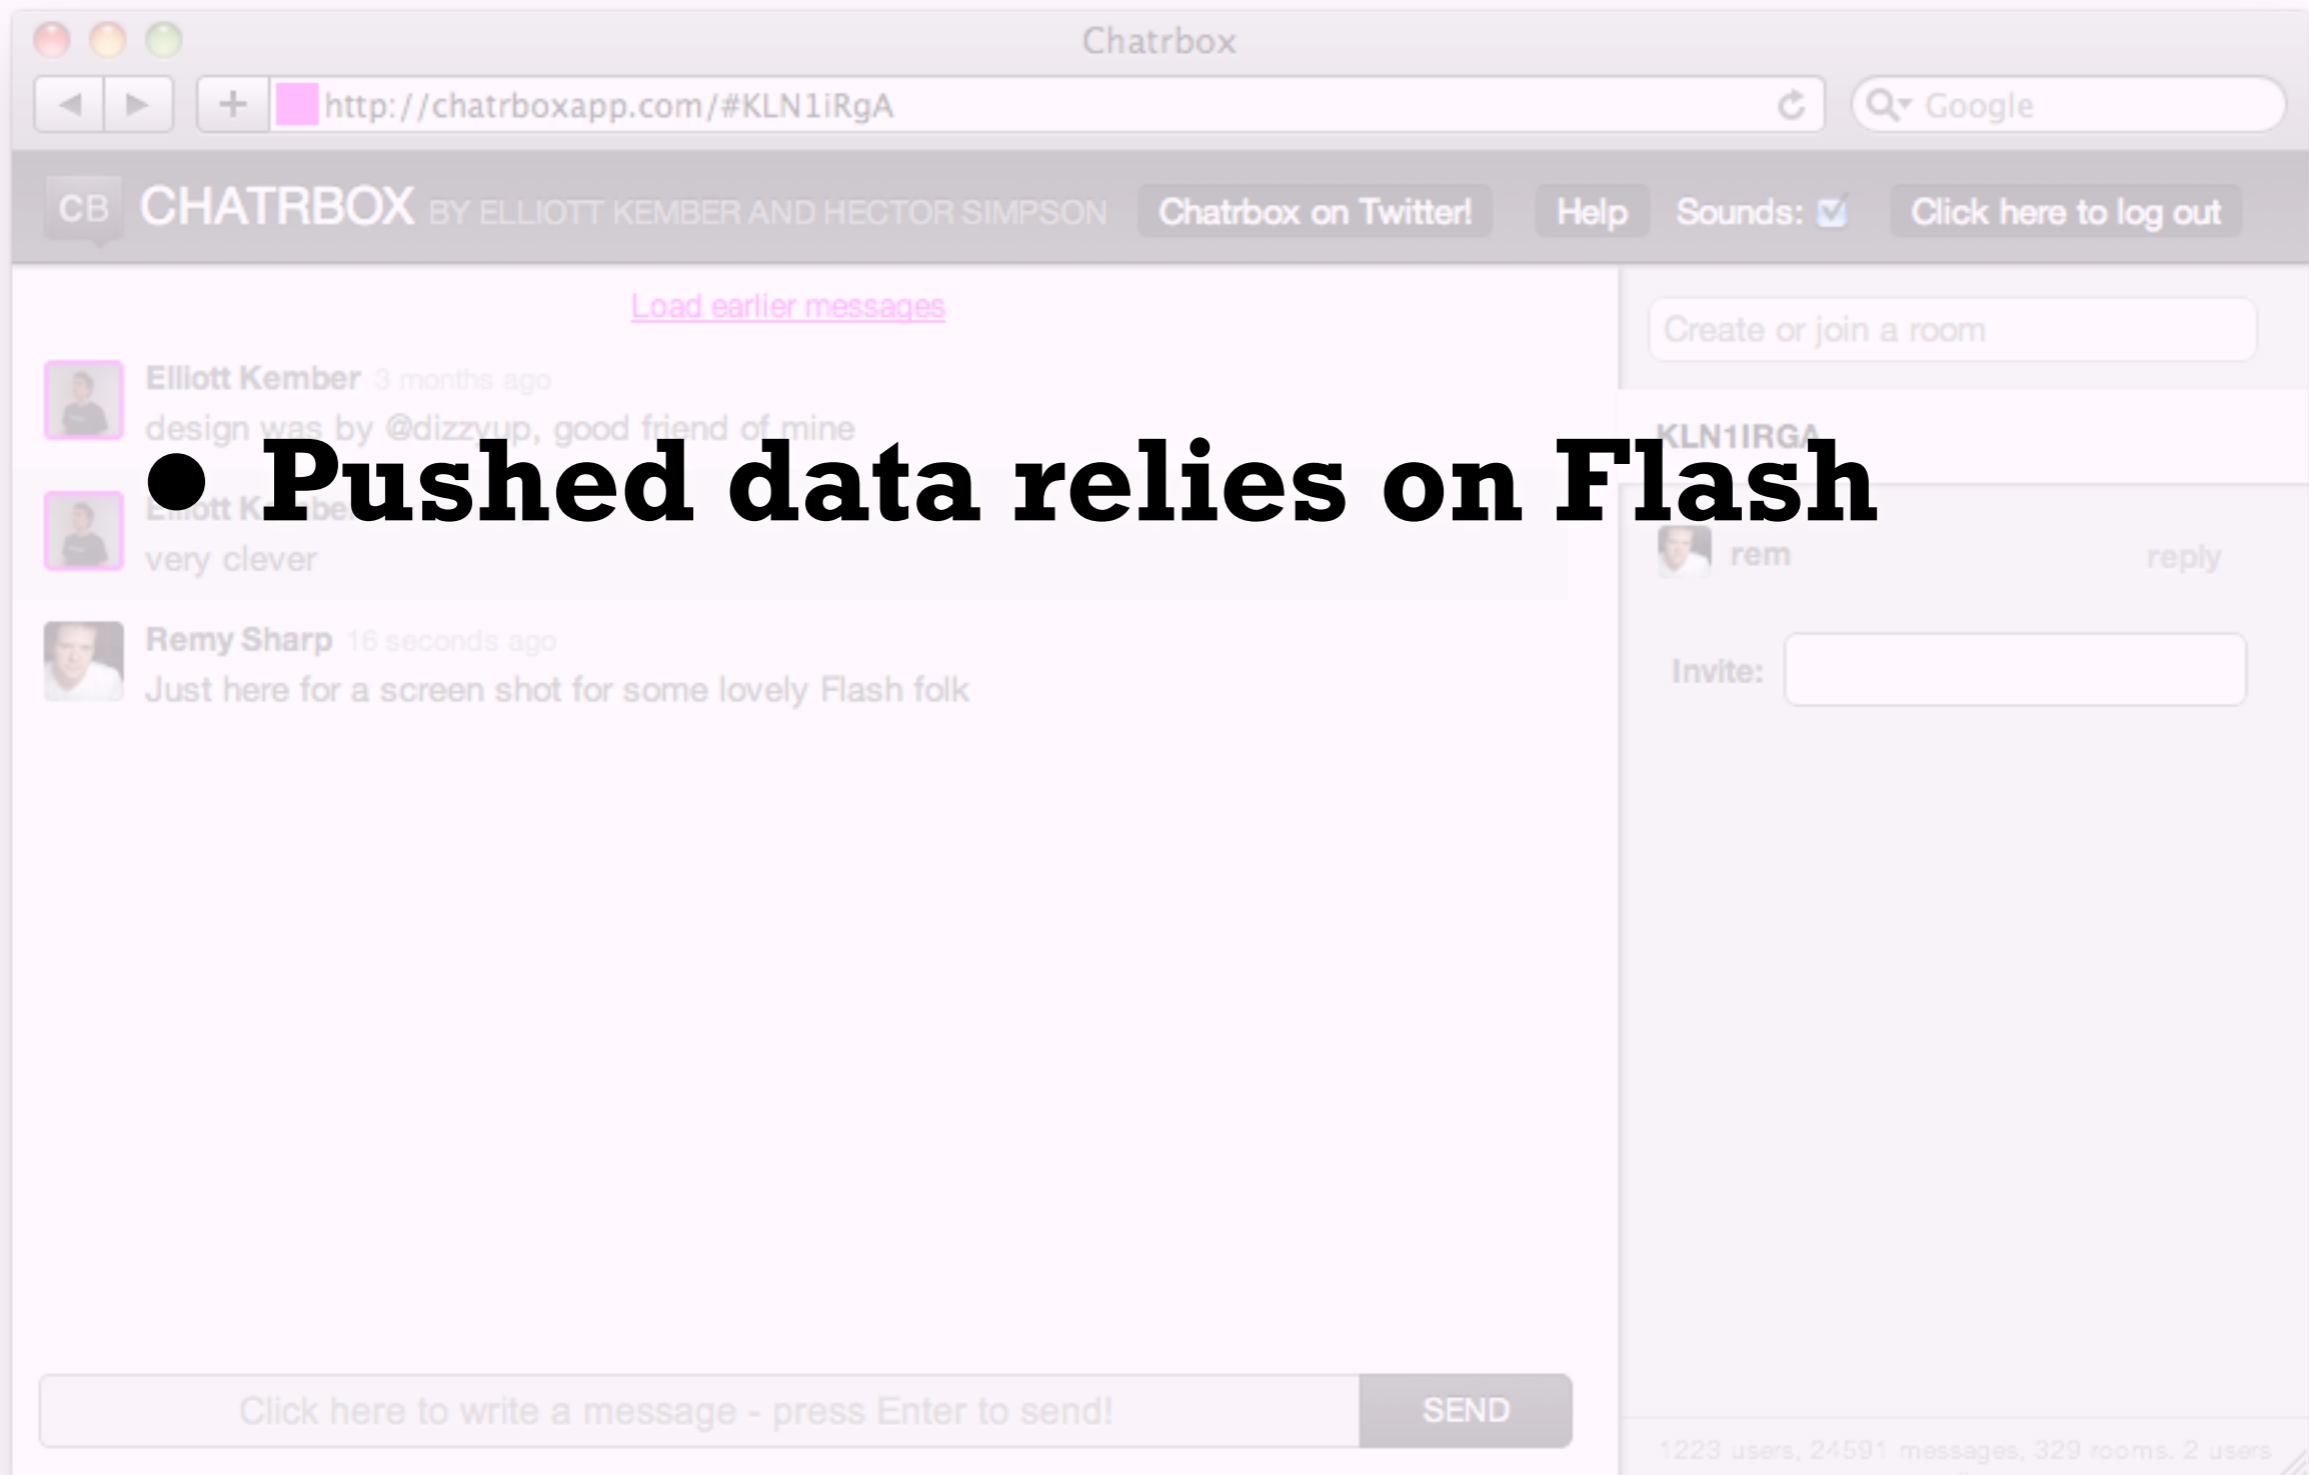 Chatrbox
http://chatrboxapp.com/#KLN1iRgA
Google
CB CHATRBOX BY ELLIOTT KEMBER AND HECTOR SIMPSON Chatrbox on Twitter! Help Sounds: Click here to log out
Load earlier messages
Create or join a room
Elliott Kember 3 months ago
design was by @dizzyup, good friend of mine
KLN1IRGA
• Pushed data relies on Flash
very clever
rem reply
Remy Sharp 16 seconds ago
Just here for a screen shot for some lovely Flash folk
Invite:
Click here to write a message - press Enter to send! SEND
1223 users, 24591 messages, 329 rooms. 2 users